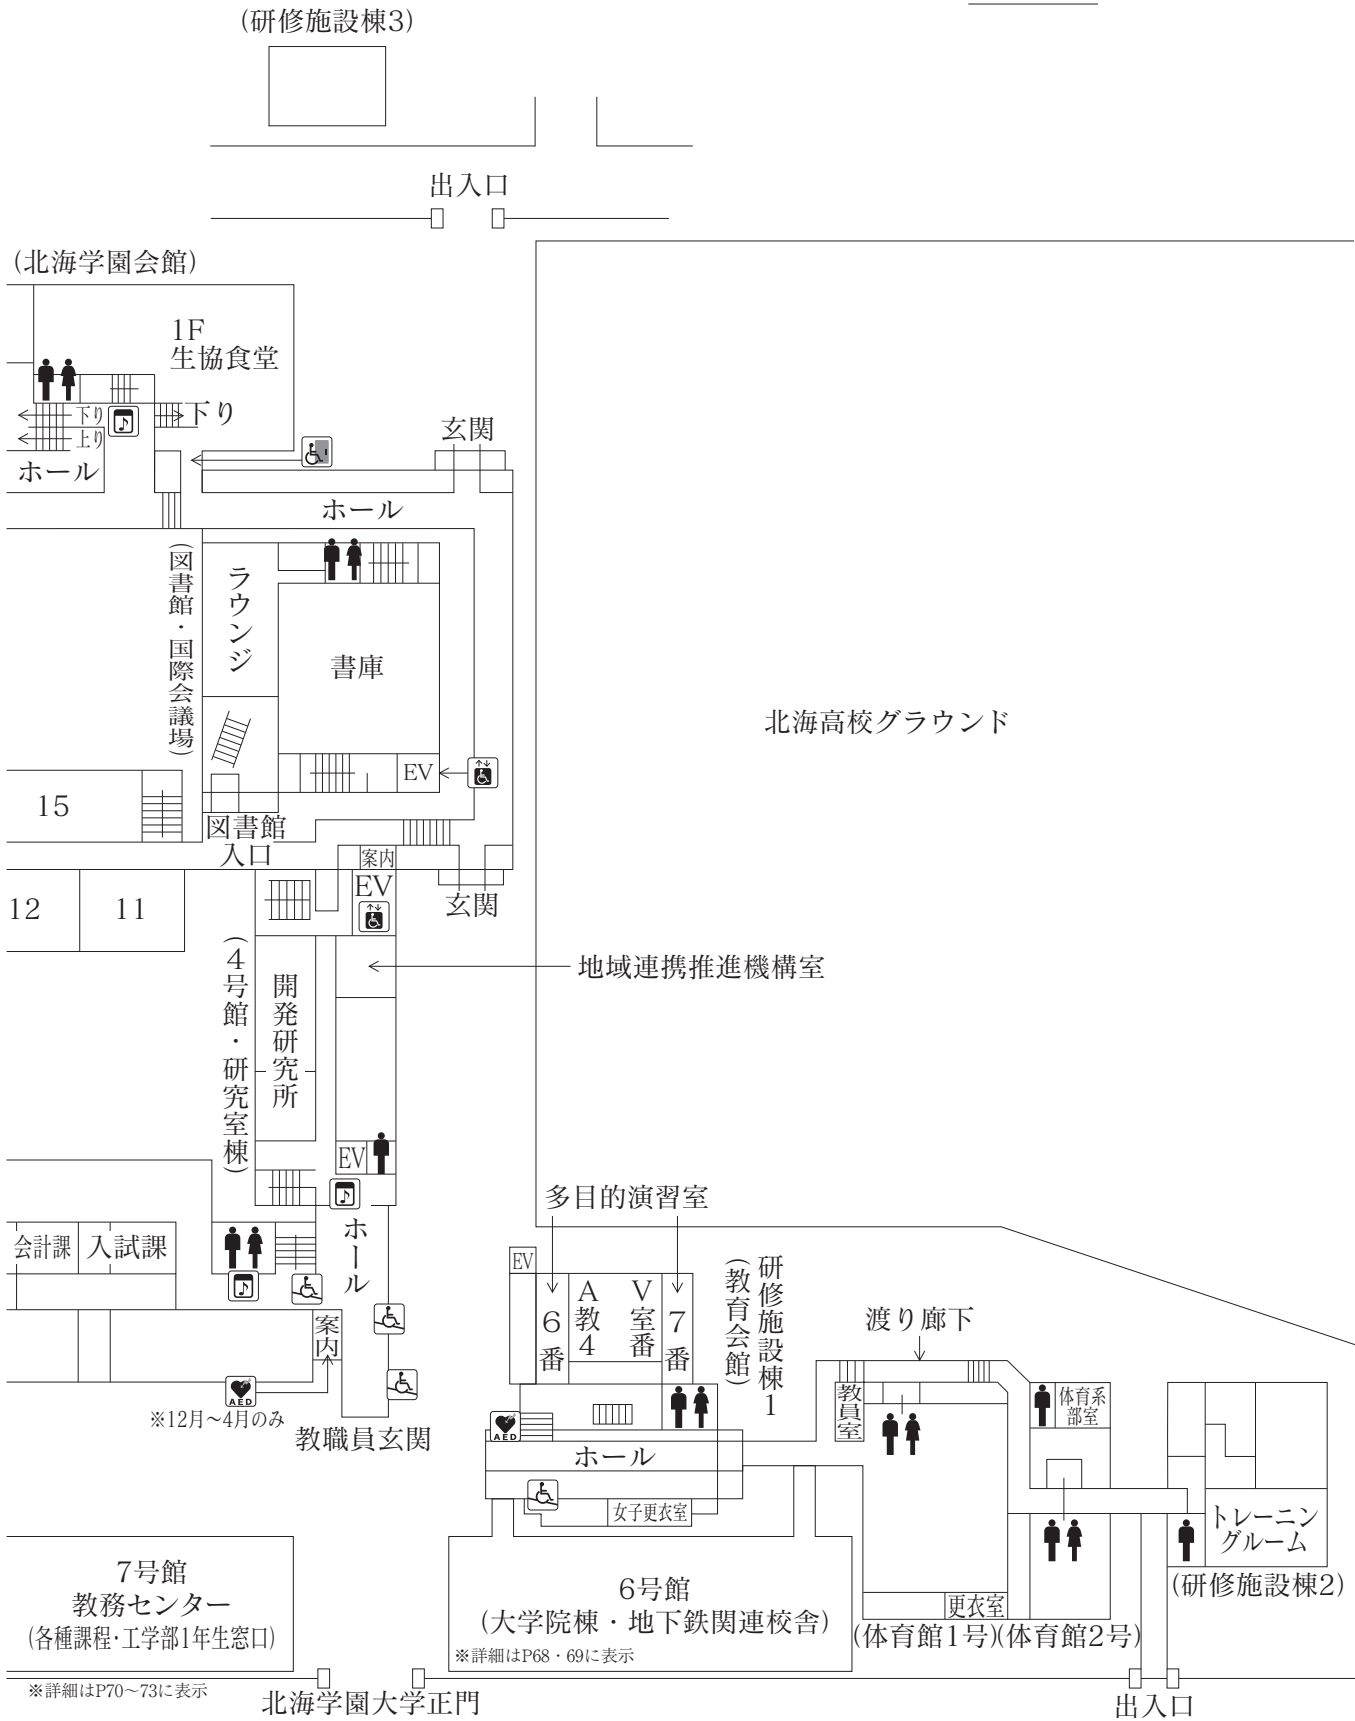 (研修施設棟3)
出入口
(北海学園会館)
1F
生協食堂
下り
下り
上り
玄関
ホール
ホール
(図書館・国際会議場)
ラウンジ
書庫
北海高校グラウンド
EV
15
図書館
入口
案内
EV
12
11
玄関
地域連携推進機構室
(4号館・研究室棟)
開発研究所
EV
多目的演習室
ホール
会計課
入試課
EV
6番
AV
教室
4番
7番
研修施設棟1
(教育会館)
渡り廊下
案内
AED
※12月～4月のみ
教職員玄関
教員室
体育系
部室
AED
ホール
女子更衣室
トレーニン
グルーム
7号館
教務センター
(各種課程･工学部1年生窓口)
6号館
(大学院棟・地下鉄関連校舎)
※詳細はP68・69に表示
更衣室
(研修施設棟2)
(体育館1号)(体育館2号)
※詳細はP70～73に表示
北海学園大学正門
出入口